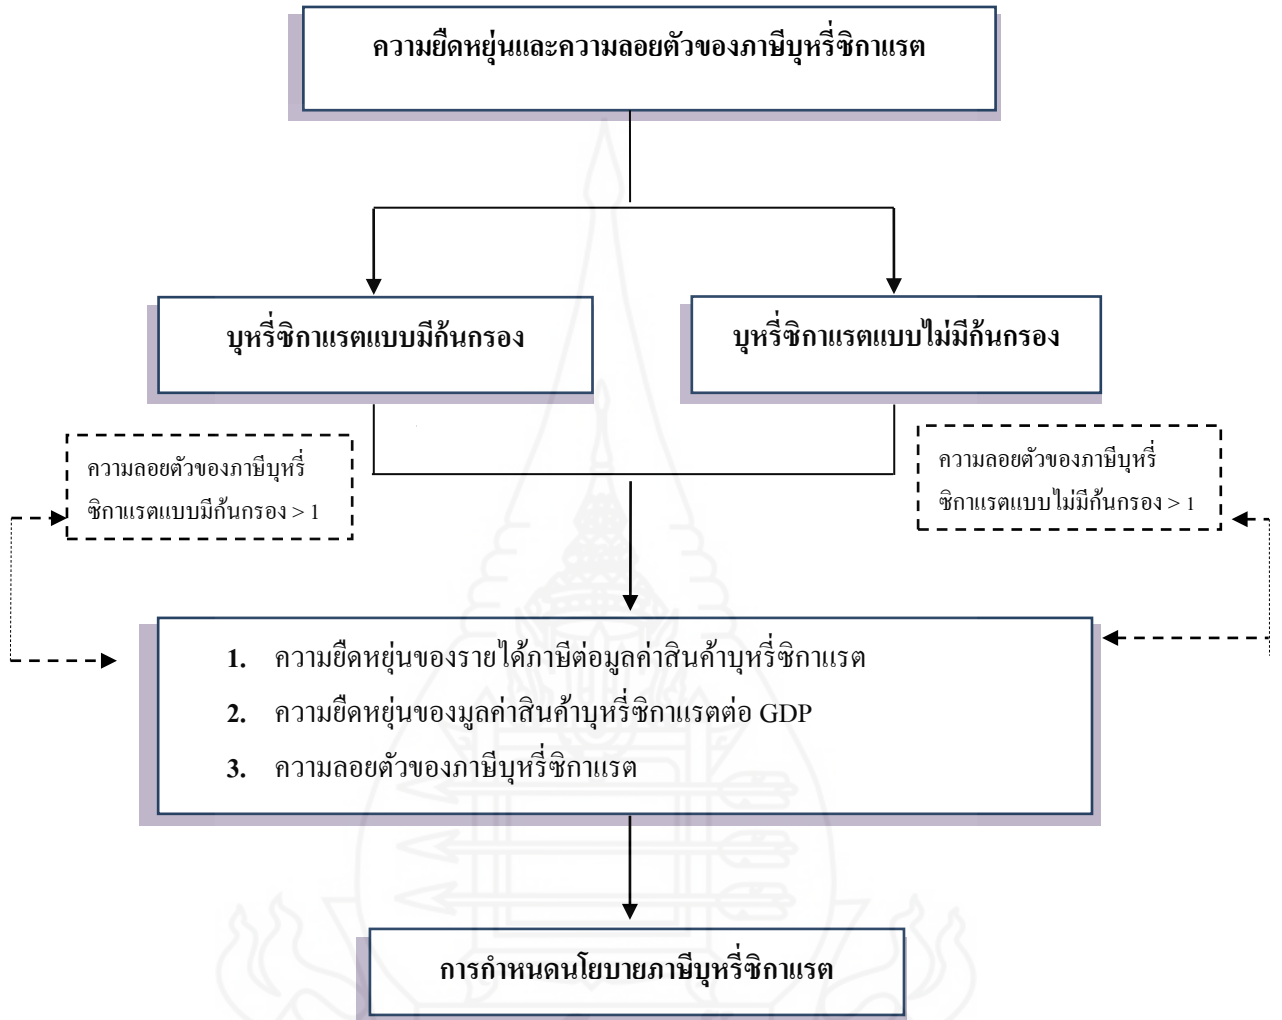 ความยืดหยุ่นและความลอยตัวของภาษีบุหรี่ซิกาแรต
บุหรี่ซิกาแรตแบบมีก้นกรอง
บุหรี่ซิกาแรตแบบไม่มีก้นกรอง
ความลอยตัวของภาษีบุหรี่
ซิกาแรตแบบมีก้นกรอง > 1
ความลอยตัวของภาษีบุหรี่
ซิกาแรตแบบไม่มีก้นกรอง > 1
1. ความยืดหยุ่นของรายได้ภาษีต่อมูลค่าสินค้าบุหรี่ซิกาแรต
2. ความยืดหยุ่นของมูลค่าสินค้าบุหรี่ซิกาแรตต่อ GDP
3. ความลอยตัวของภาษีบุหรี่ซิกาแรต
การกำหนดนโยบายภาษีบุหรี่ซิกาแรต